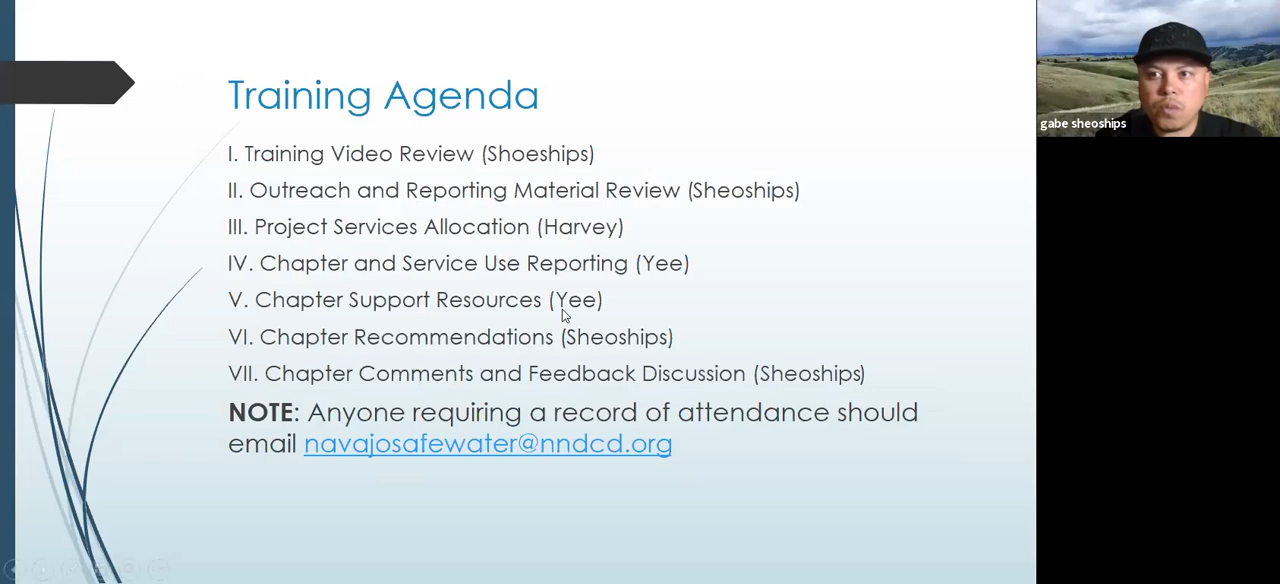 Training Agenda
I. Training Video Review (Shoeships)
II. Outreach and Reporting Material Review (Sheoships)
III. Project Services Allocation (Harvey)
IV. Chapter and Service Use Reporting (Yee)
V. Chapter Support Resources (Yee)
VI. Chapter Recommendations (Sheoships)
VII. Chapter Comments and Feedback Discussion (Sheoships)
NOTE: Anyone requiring a record of attendance should
email navajosafewater@nndcd.org
gabe sheoships